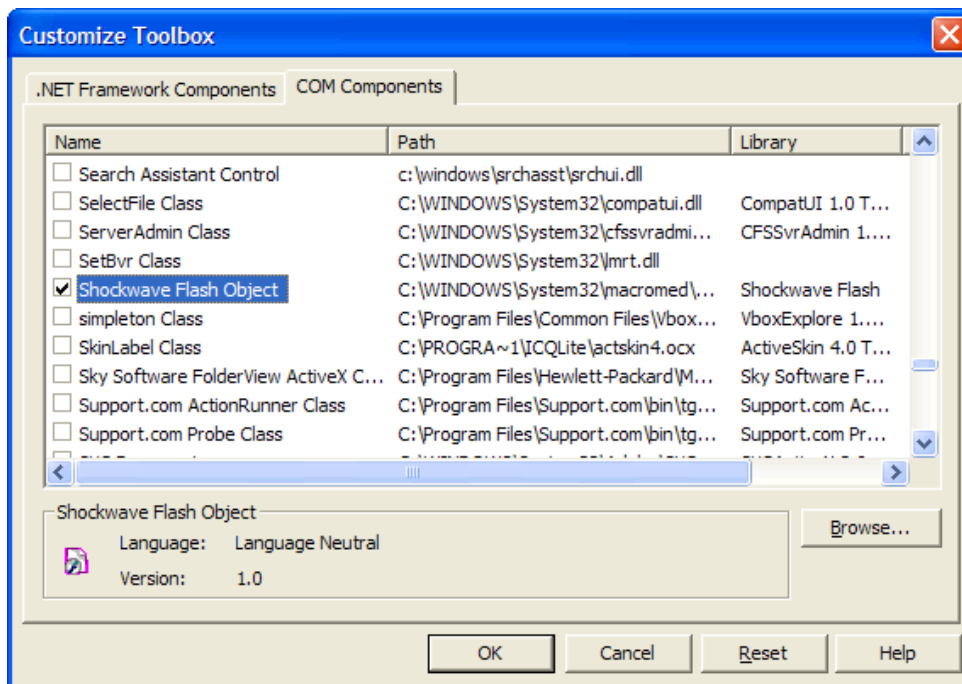 Customize Toolbox
.NET Framework Components COM Components
Name Path Library
Search Assistant Control c:\windows\srchasst\srchui.dll
SelectFile Class C:\WINDOWS\System32\compatui.dll CompatUI 1.0 T...
ServerAdmin Class C:\WINDOWS\System32\cfssvradmi... CFSSvrAdmin 1....
SetBvr Class C:\WINDOWS\System32\lmrt.dll
Shockwave Flash Object C:\WINDOWS\System32\macromed\... Shockwave Flash
simpleton Class C:\Program Files\Common Files\Vbox... VboxExplore 1....
SkinLabel Class C:\PROGRA~1\ICQLite\actskin4.ocx ActiveSkin 4.0 T...
Sky Software FolderView ActiveX C... C:\Program Files\Hewlett-Packard\M... Sky Software F...
Support.com ActionRunner Class C:\Program Files\Support.com\bin\tg... Support.com Ac...
Support.com Probe Class C:\Program Files\Support.com\bin\tg... Support.com Pr...
Shockwave Flash Object
Browse...
Language: Language Neutral
Version: 1.0
OK Cancel Reset Help